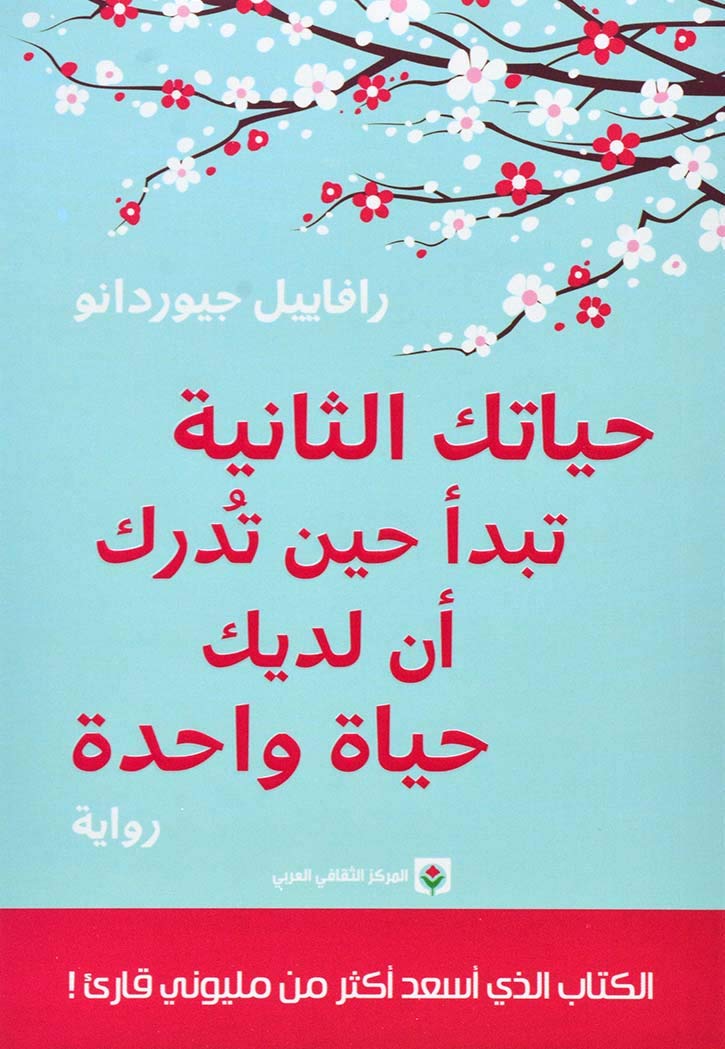 رافاييل جيوردانو
حياتك الثانية
تبدأ حين تُدرك
أن لديك
حياة واحدة
رواية
المركز الثقافي العربي
الكتاب الذي أسعد أكثر من مليوني قارئ !